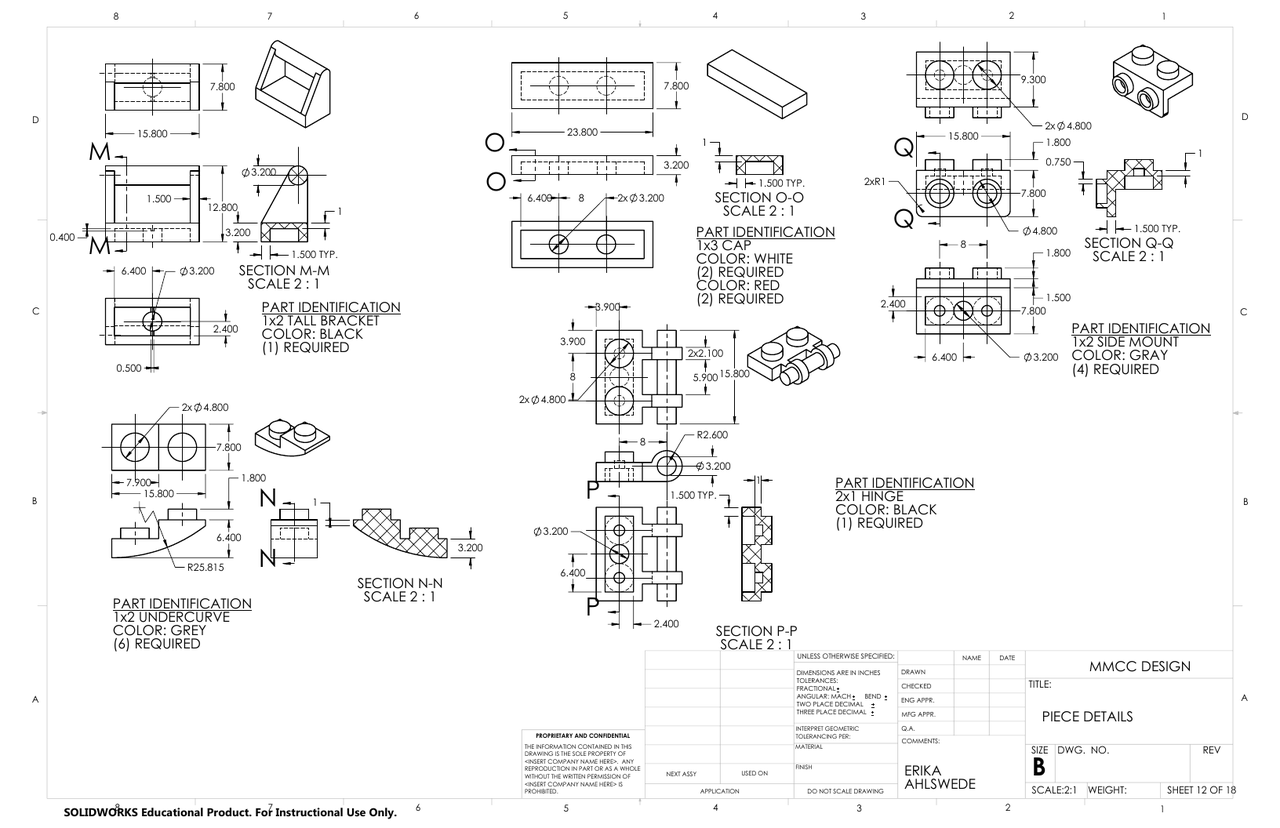 8 7 6 5 4 3 2 1
D
7.800
15.800
M
1.500
12.800
0.400
M
Ø3.200
1
3.200
1.500 TYP.
SECTION M-M
SCALE 2 : 1
6.400
Ø3.200
2.400
0.500
PART IDENTIFICATION
1x2 TALL BRACKET
COLOR: BLACK
(1) REQUIRED
7.800
23.800
O
O
3.200
1
1.500 TYP.
SECTION O-O
SCALE 2 : 1
6.400 8 2x Ø3.200
PART IDENTIFICATION
1x3 CAP
COLOR: WHITE
(2) REQUIRED
COLOR: RED
(2) REQUIRED
9.300
2x Ø4.800
15.800
1.800
Q
2xR1
7.800
Q
Ø4.800
0.750
1
1.500 TYP.
SECTION Q-Q
SCALE 2 : 1
8
1.800
1.500
2.400
7.800
6.400
Ø3.200
PART IDENTIFICATION
1x2 SIDE MOUNT
COLOR: GRAY
(4) REQUIRED
D
C
C
3.900
3.900
8
2x Ø4.800
2x2.100
5.900
15.800
8
R2.600
Ø3.200
P
1.500 TYP.
1
Ø3.200
6.400
P
2.400
SECTION P-P
SCALE 2 : 1
PART IDENTIFICATION
2x1 HINGE
COLOR: BLACK
(1) REQUIRED
2x Ø4.800
7.800
7.900
15.800
1.800
6.400
R25.815
N
1
N
3.200
SECTION N-N
SCALE 2 : 1
PART IDENTIFICATION
1x2 UNDERCURVE
COLOR: GREY
(6) REQUIRED
B
B
A
A
PROPRIETARY AND CONFIDENTIAL
THE INFORMATION CONTAINED IN THIS
DRAWING IS THE SOLE PROPERTY OF
<INSERT COMPANY NAME HERE>. ANY
REPRODUCTION IN PART OR AS A WHOLE
WITHOUT THE WRITTEN PERMISSION OF
<INSERT COMPANY NAME HERE> IS
PROHIBITED.
NEXT ASSY USED ON
APPLICATION
UNLESS OTHERWISE SPECIFIED:
DIMENSIONS ARE IN INCHES
TOLERANCES:
FRACTIONAL ±
ANGULAR: MACH ± BEND ±
TWO PLACE DECIMAL ±
THREE PLACE DECIMAL ±
INTERPRET GEOMETRIC
TOLERANCING PER:
MATERIAL
FINISH
DO NOT SCALE DRAWING
NAME DATE
DRAWN
CHECKED
ENG APPR.
MFG APPR.
Q.A.
COMMENTS:
ERIKA
AHLSWEDE
MMCC DESIGN
TITLE:
PIECE DETAILS
SIZE DWG. NO. REV
B
SCALE:2:1 WEIGHT: SHEET 12 OF 18
8 6 5 4 3 2 1
SOLIDWORKS Educational Product. For Instructional Use Only.